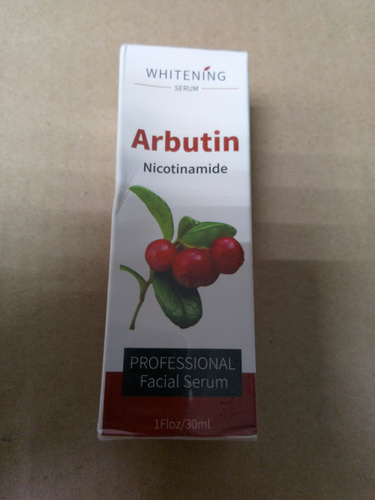 WHITENING
SERUM
Arbutin
Nicotinamide
PROFESSIONAL
Facial Serum
1Floz/30ml